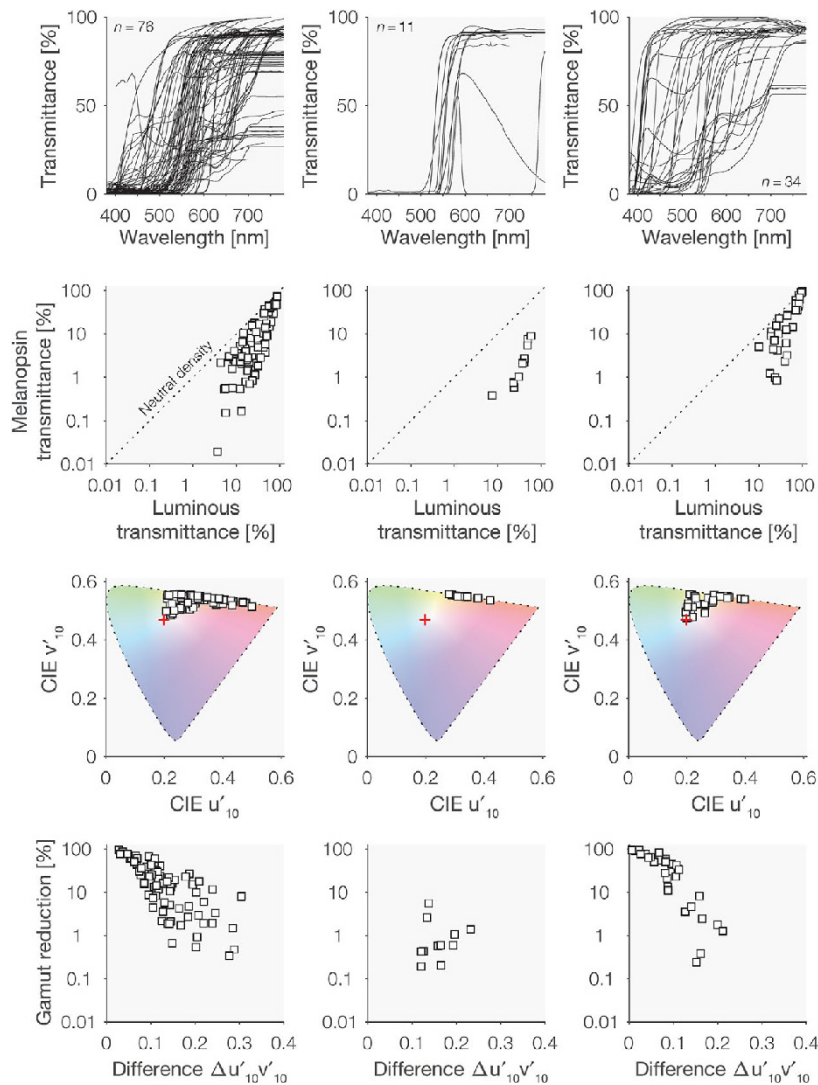 100 100 100
n = 76 n = 11
Transmittance [%] Transmittance [%] Transmittance [%]
50 50 50
n = 34
0 0 0
400 500 600 700 400 500 600 700 400 500 600 700
Wavelength [nm] Wavelength [nm] Wavelength [nm]
100 100 100
10 10 10
Neutral density
Melanopsin
transmittance [%]
1 1 1
0.1 0.1 0.1
0.01 0.01 0.01
0.01 0.1 1 10 100 0.01 0.1 1 10 100 0.01 0.1 1 10 100
Luminous Luminous Luminous
transmittance [%] transmittance [%] transmittance [%]
0.6 0.6 0.6
CIE v′10 CIE v′10 CIE v′10
0.4 0.4 0.4
0.2 0.2 0.2
0 0 0
0 0.2 0.4 0.6 0 0.2 0.4 0.6 0 0.2 0.4 0.6
CIE u′10 CIE u′10 CIE u′10
100 100 100
Gamut reduction [%]
10 10 10
1 1 1
0.1 0.1 0.1
0.01 0.01 0.01
0 0.1 0.2 0.3 0.4 0 0.1 0.2 0.3 0.4 0 0.1 0.2 0.3 0.4
Difference Δu′10v′10 Difference Δu′10v′10 Difference Δu′10v′10